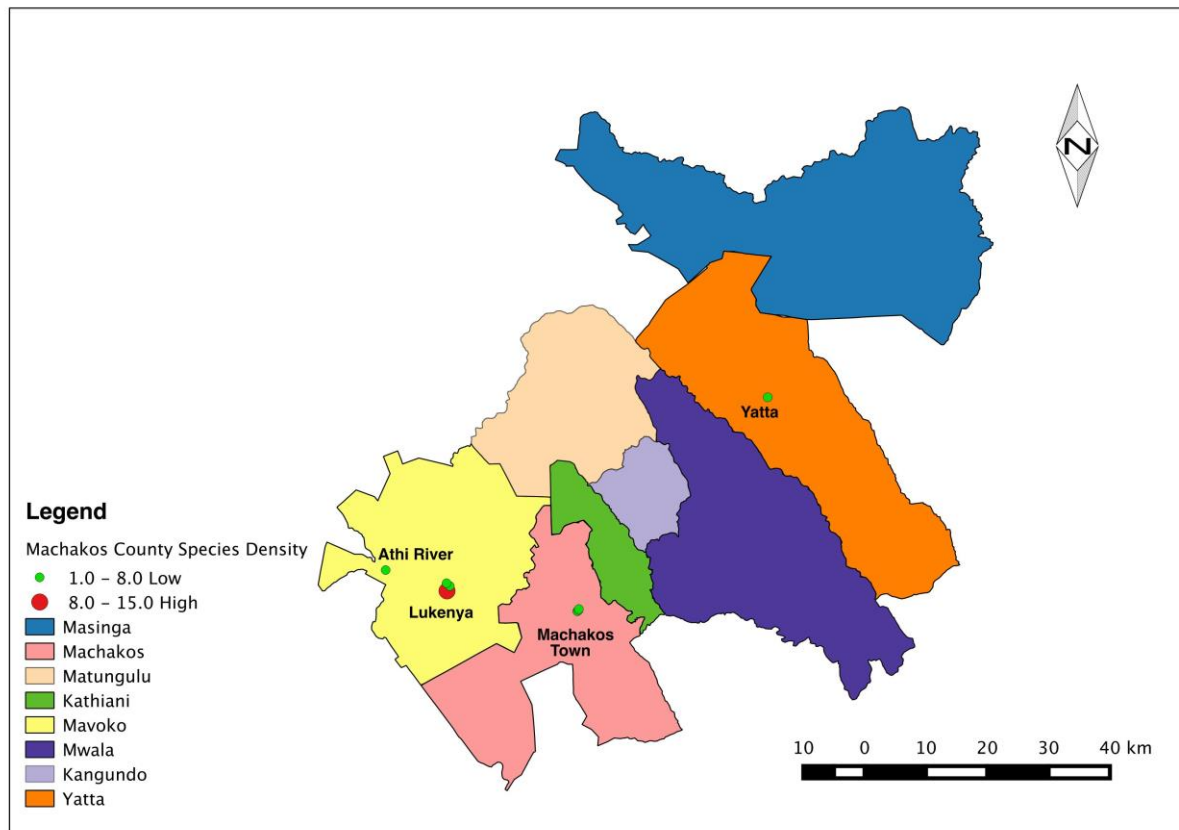 N
Yatta
Athi River
Lukenya
Machakos
Town
Legend
Machakos County Species Density
1.0 – 8.0 Low
8.0 – 15.0 High
Masinga
Machakos
Matungulu
Kathiani
Mavoko
Mwala
Kangundo
Yatta
10 0 10 20 30 40 km